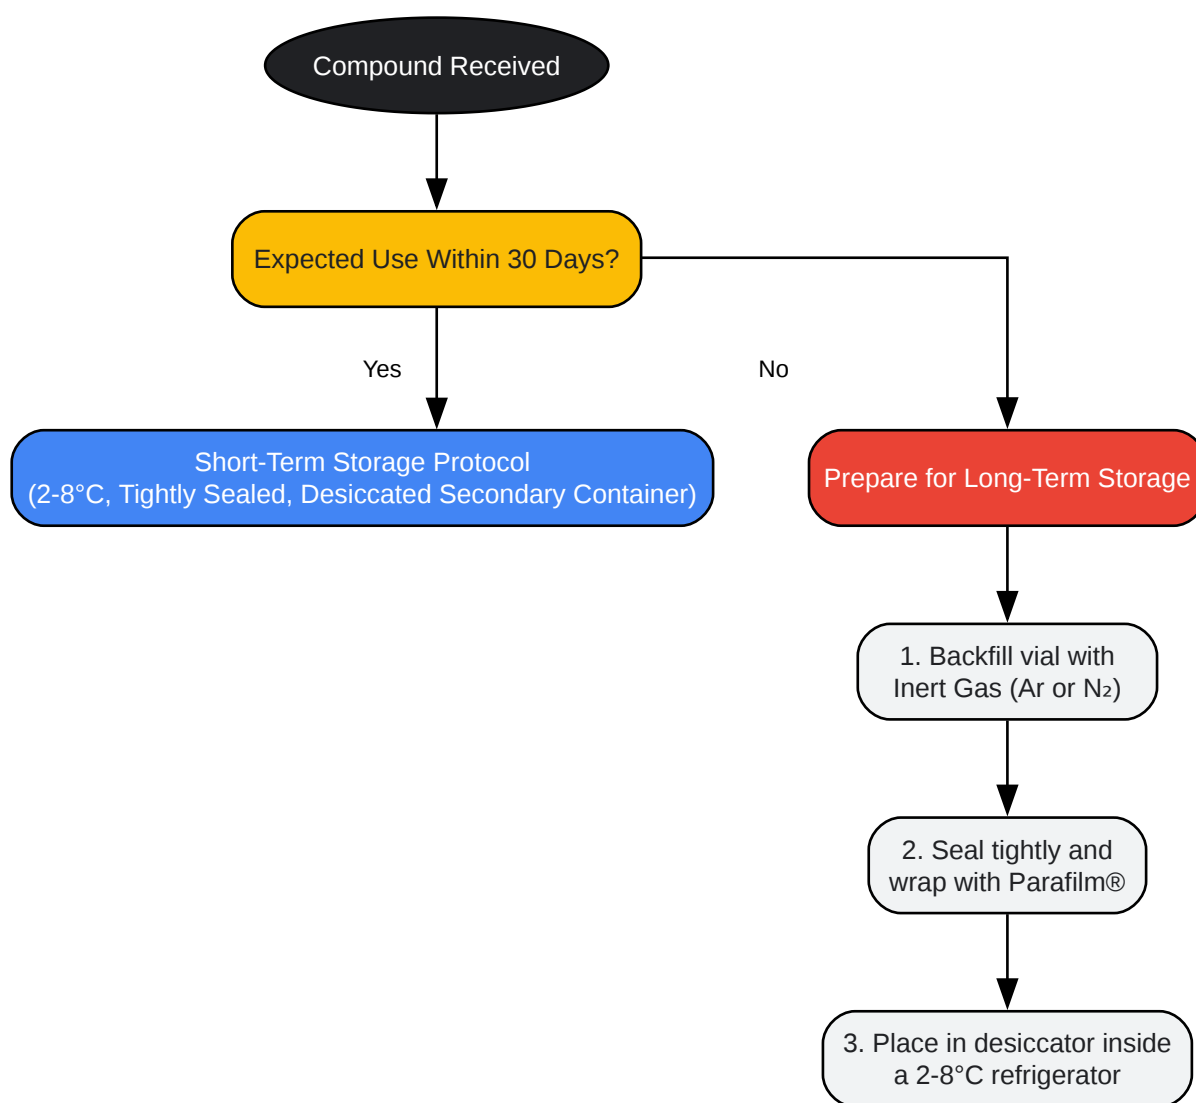 Compound Received
Expected Use Within 30 Days?
Yes
No
Short-Term Storage Protocol
(2-8°C, Tightly Sealed, Desiccated Secondary Container)
Prepare for Long-Term Storage
1. Backfill vial with
Inert Gas (Ar or N₂)
2. Seal tightly and
wrap with Parafilm®
3. Place in desiccator inside
a 2-8°C refrigerator